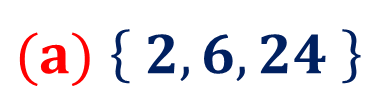 (a) { 2, 6, 24 }